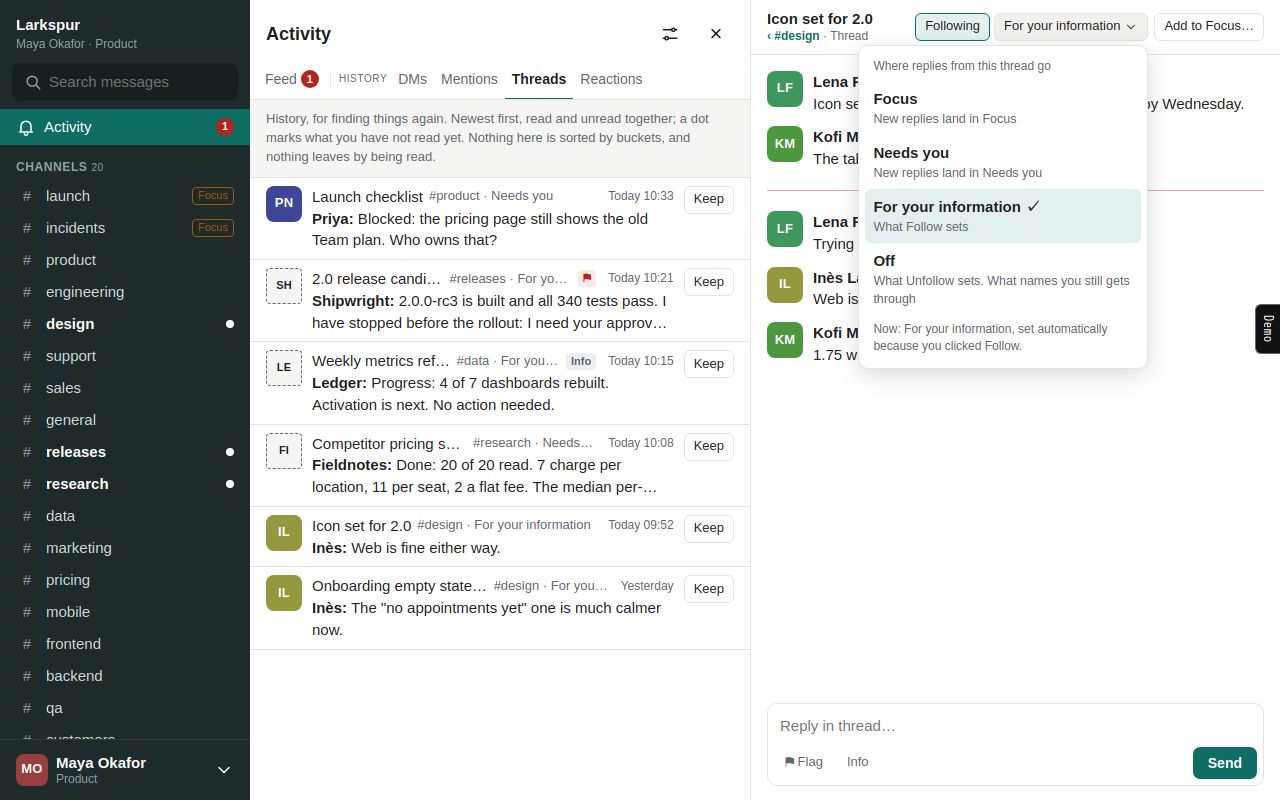 Larkspur
Maya Okafor · Product
Search messages
Activity
1
CHANNELS 20
# launch Focus
# incidents Focus
# product
# engineering
# design
# support
# sales
# general
# releases
# research
# data
# marketing
# pricing
# mobile
# frontend
# backend
# qa
MO
Maya Okafor
Product
Activity
Feed 1 HISTORY DMs Mentions Threads Reactions
History, for finding things again. Newest first, read and unread together; a dot
marks what you have not read yet. Nothing here is sorted by buckets, and
nothing leaves by being read.
PN
Launch checklist #product · Needs you Today 10:33 Keep
Priya: Blocked: the pricing page still shows the old
Team plan. Who owns that?
SH
2.0 release candi… #releases · For yo… Today 10:21 Keep
Shipwright: 2.0.0-rc3 is built and all 340 tests pass. I
have stopped before the rollout: I need your approv…
LE
Weekly metrics ref… #data · For you… Info Today 10:15 Keep
Ledger: Progress: 4 of 7 dashboards rebuilt.
Activation is next. No action needed.
FI
Competitor pricing s… #research · Needs… Today 10:08 Keep
Fieldnotes: Done: 20 of 20 read. 7 charge per
location, 11 per seat, 2 a flat fee. The median per-…
IL
Icon set for 2.0 #design · For your information Today 09:52 Keep
Inès: Web is fine either way.
IL
Onboarding empty state… #design · For you… Yesterday Keep
Inès: The "no appointments yet" one is much calmer
now.
Icon set for 2.0
‹ #design · Thread
Following
For your information
Add to Focus…
LF
Lena
Icon by Wednesday.
KM
Kofi
The
LF
Lena
Trying
IL
Inès
Web is
KM
Kofi
1.75
Where replies from this thread go
Focus
New replies land in Focus
Needs you
New replies land in Needs you
For your information ✓
What Follow sets
Off
What Unfollow sets. What names you still gets
through
Now: For your information, set automatically
because you clicked Follow.
Demo
Reply in thread…
Flag
Info
Send